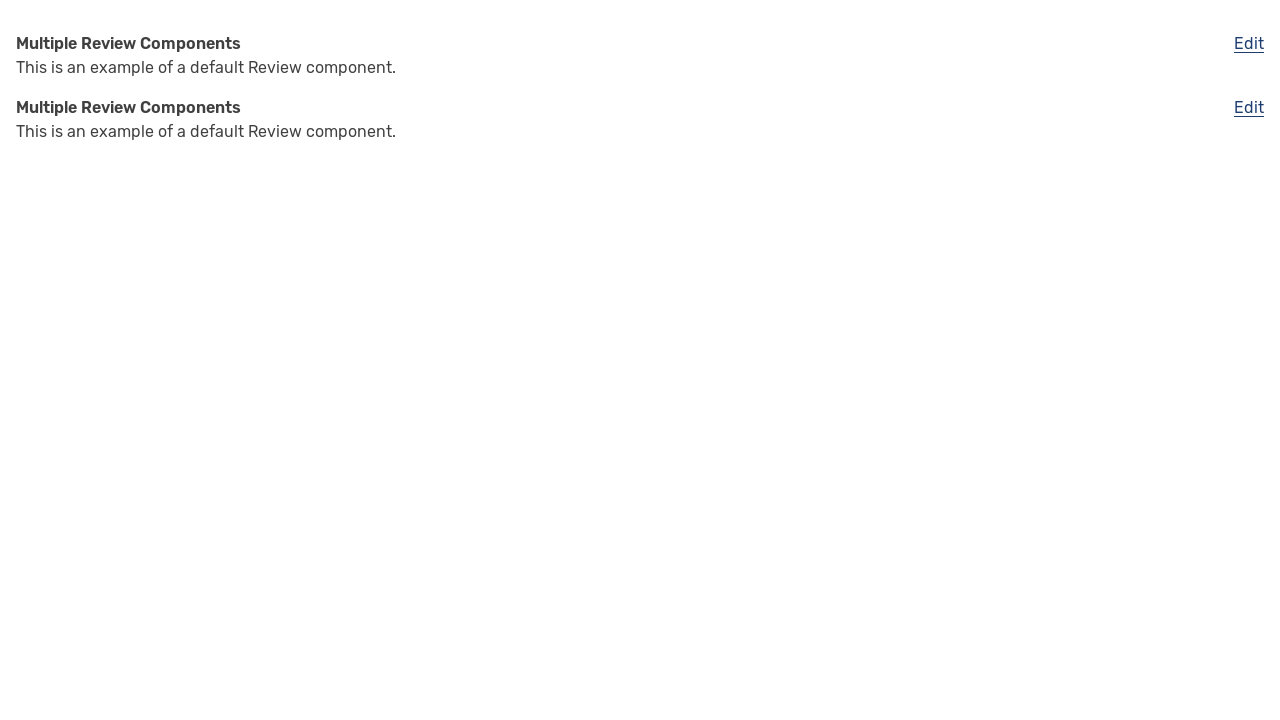 Multiple Review Components Edit
This is an example of a default Review component.
Multiple Review Components Edit
This is an example of a default Review component.